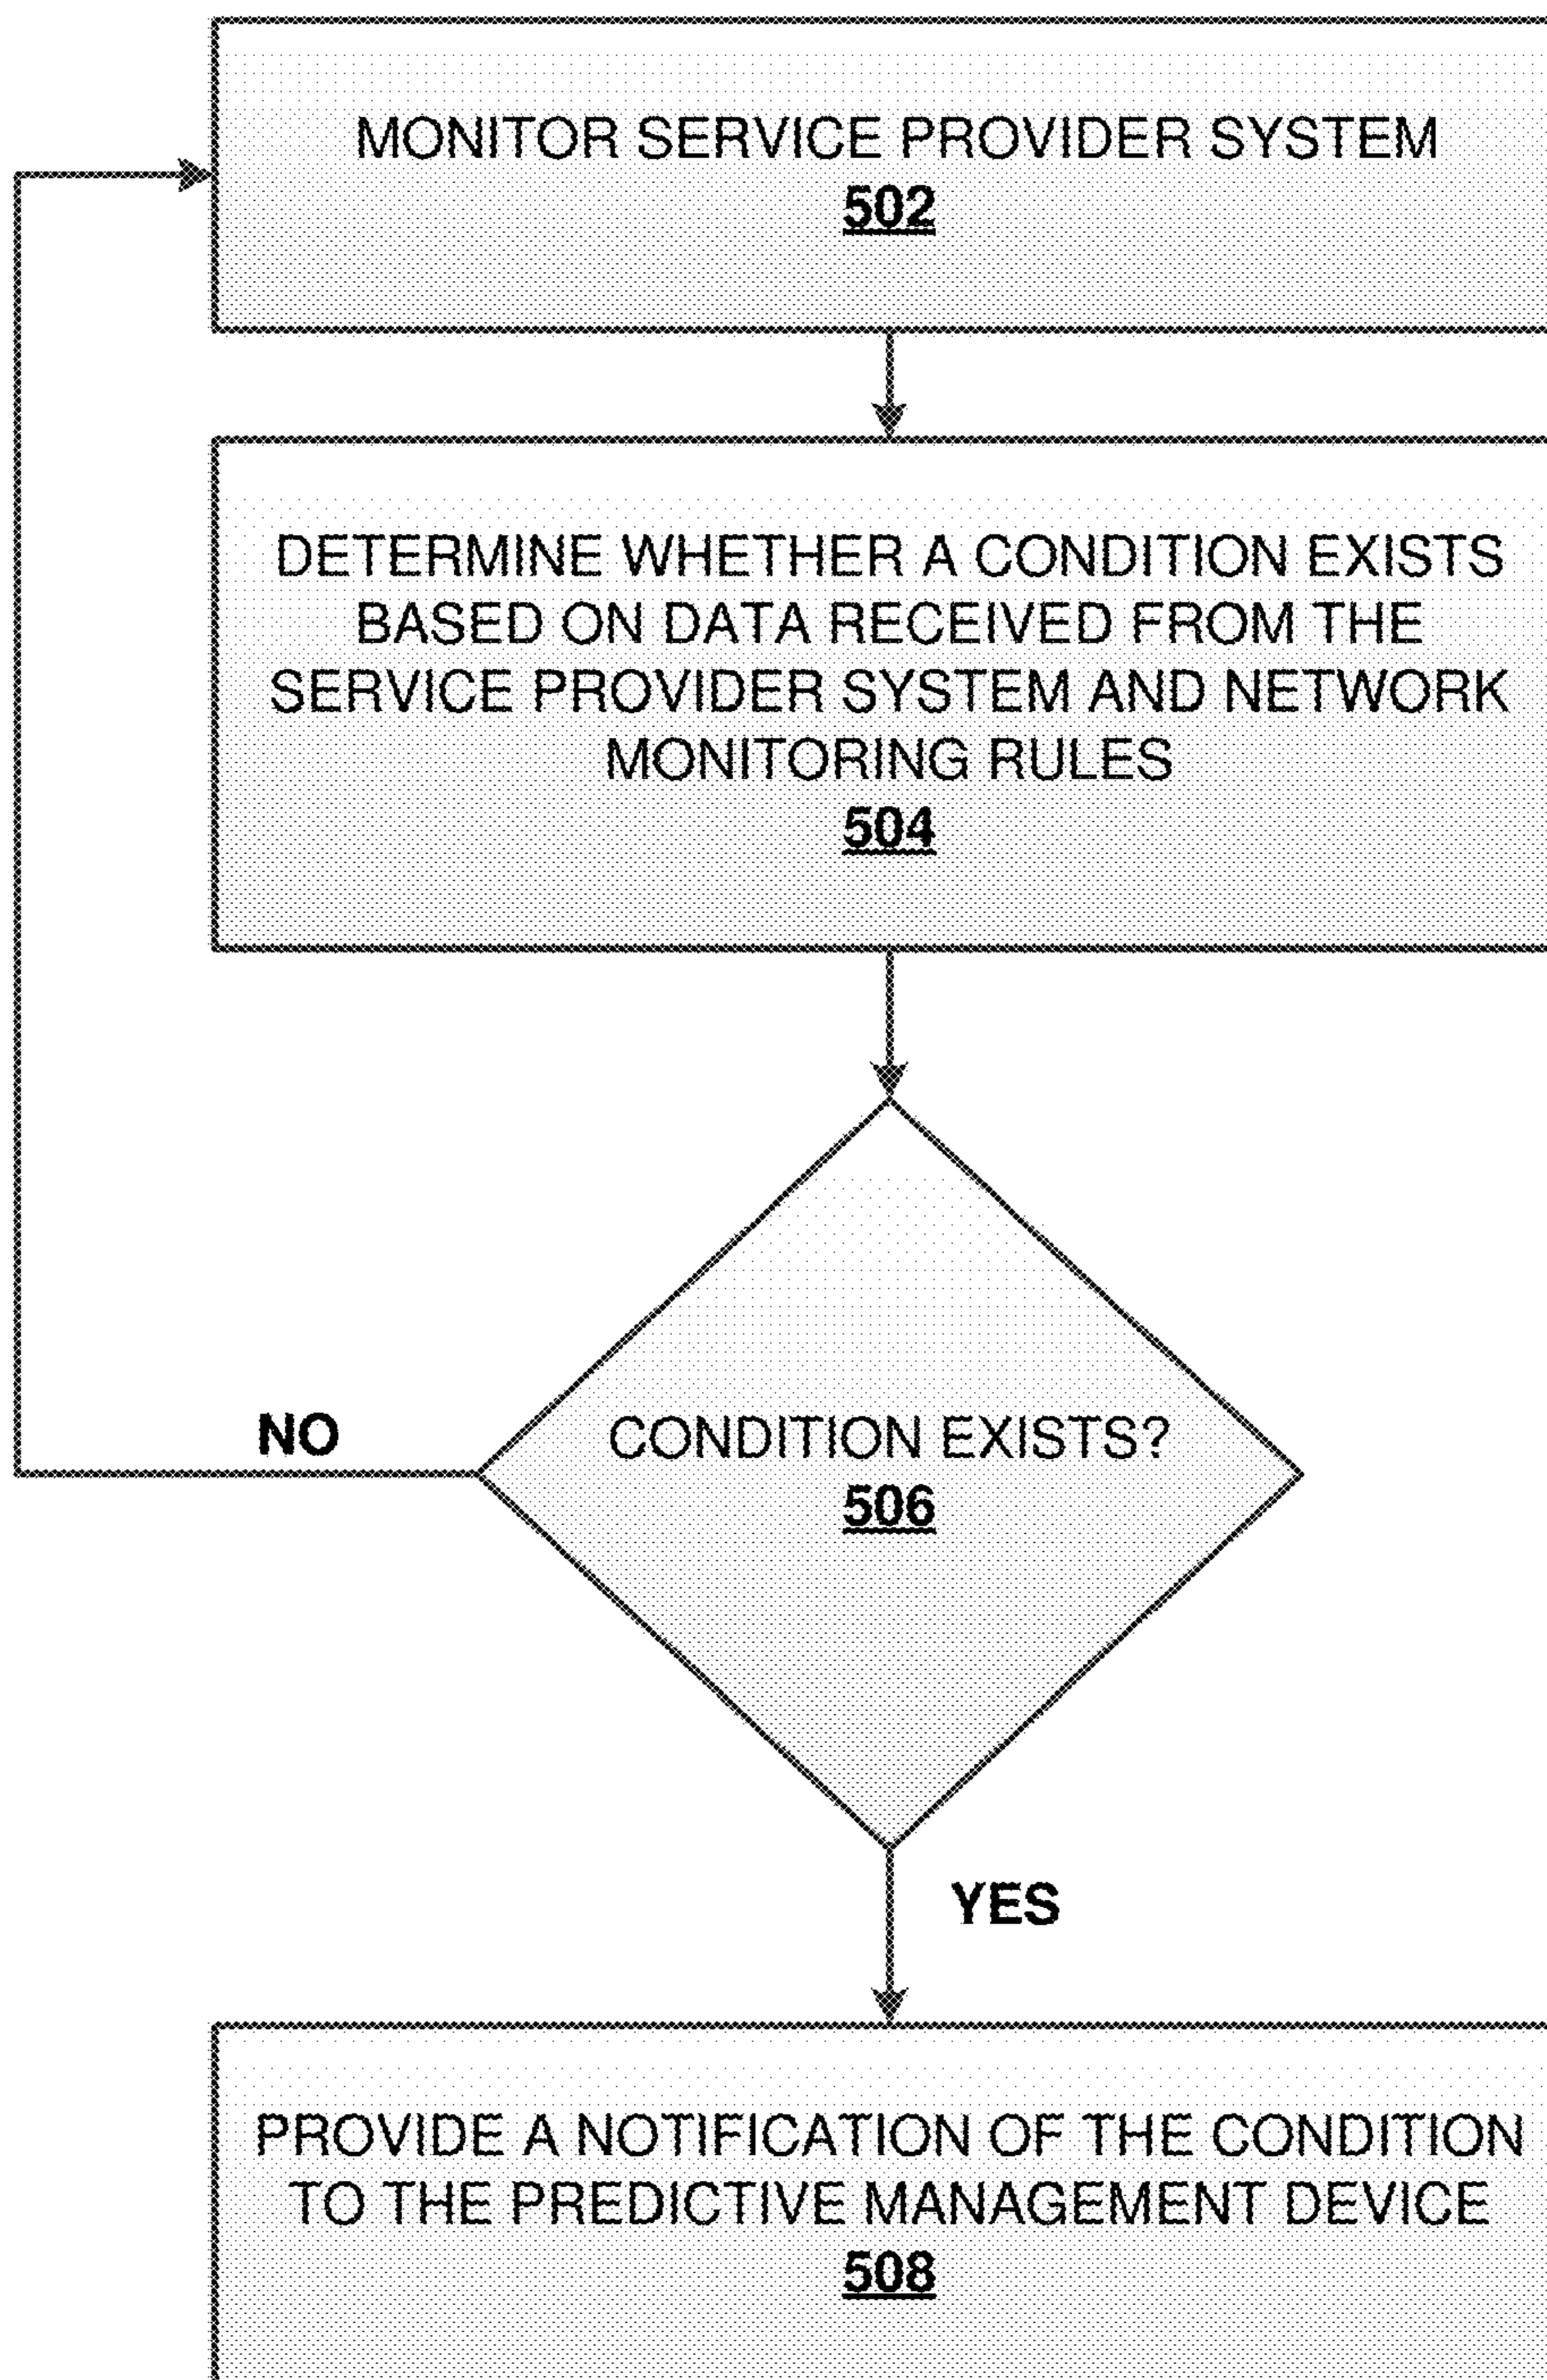 MONITOR SERVICE PROVIDER SYSTEM
502
DETERMINE WHETHER A CONDITION EXISTS
BASED ON DATA RECEIVED FROM THE
SERVICE PROVIDER SYSTEM AND NETWORK
MONITORING RULES
504
NO
CONDITION EXISTS?
506
YES
PROVIDE A NOTIFICATION OF THE CONDITION
TO THE PREDICTIVE MANAGEMENT DEVICE
508